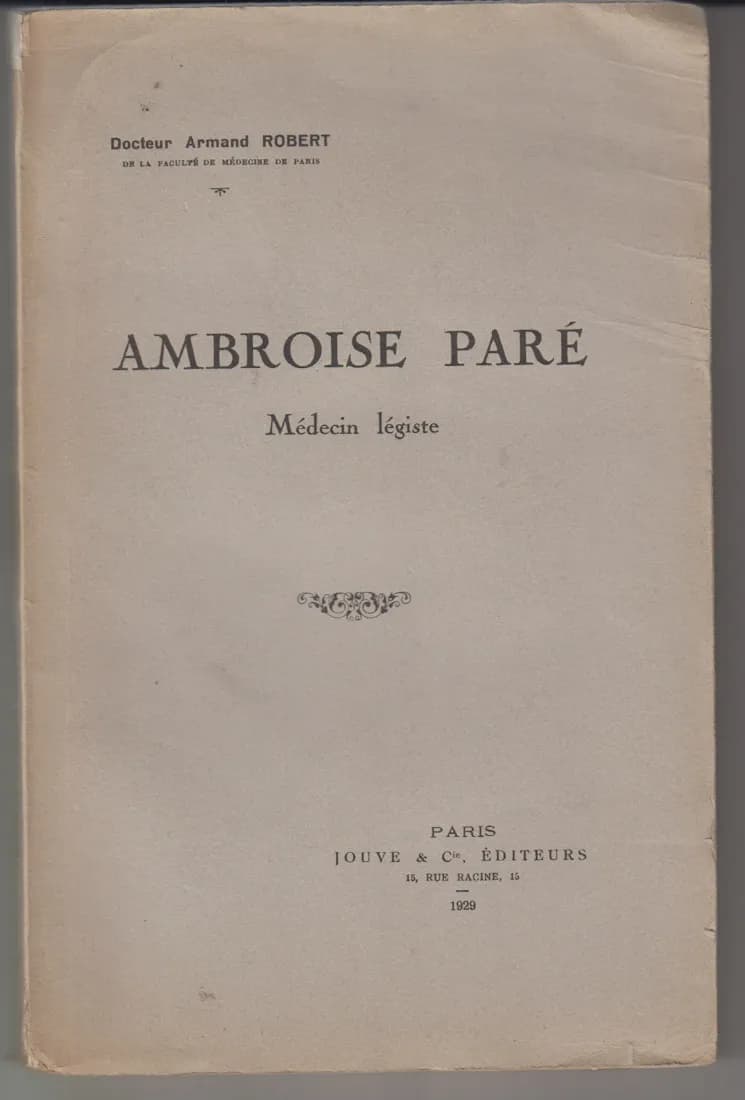 Docteur Armand ROBERT
DE LA FACULTÉ DE MÉDECINE DE PARIS
AMBROISE PARÉ
Médecin légiste
PARIS
JOUVE & Cie, ÉDITEURS
15, RUE RACINE, 15
1929